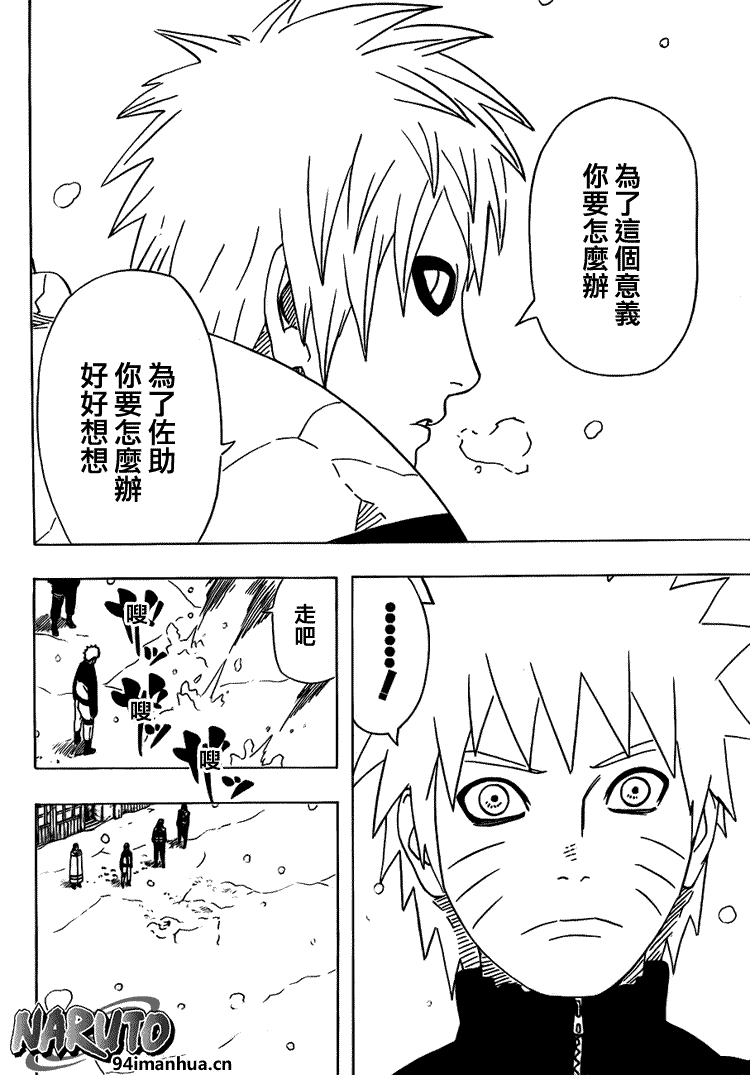 為了這個意義
你要怎麼辦
為了佐助
你要怎麼辦
好好想想
‥‥‥!
走吧
嗖
嗖
嗖
NARUTO
94imanhua.cn